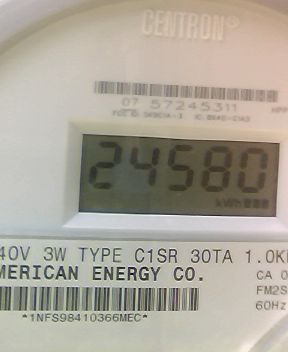 CENTRON®
07 57245311
24580
kWh
40V 3W TYPE C1SR 30TA 1.0K
MERICAN ENERGY CO.
CA 0
FM2S
60Hz
*1NFS98410366MEC*